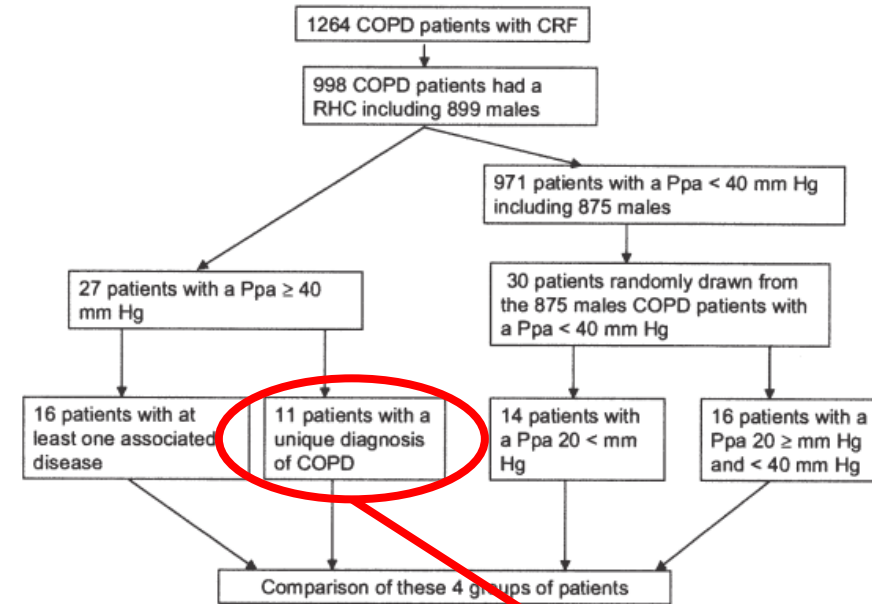 1264 COPD patients with CRF
998 COPD patients had a
RHC including 899 males
971 patients with a Ppa < 40 mm Hg
including 875 males
27 patients with a Ppa ≥ 40
mm Hg
30 patients randomly drawn from
the 875 males COPD patients with
a Ppa < 40 mm Hg
16 patients with at
least one associated
disease
11 patients with a
unique diagnosis
of COPD
14 patients with
a Ppa 20 < mm
Hg
16 patients with a
Ppa 20 ≥ mm Hg
and < 40 mm Hg
Comparison of these 4 groups of patients